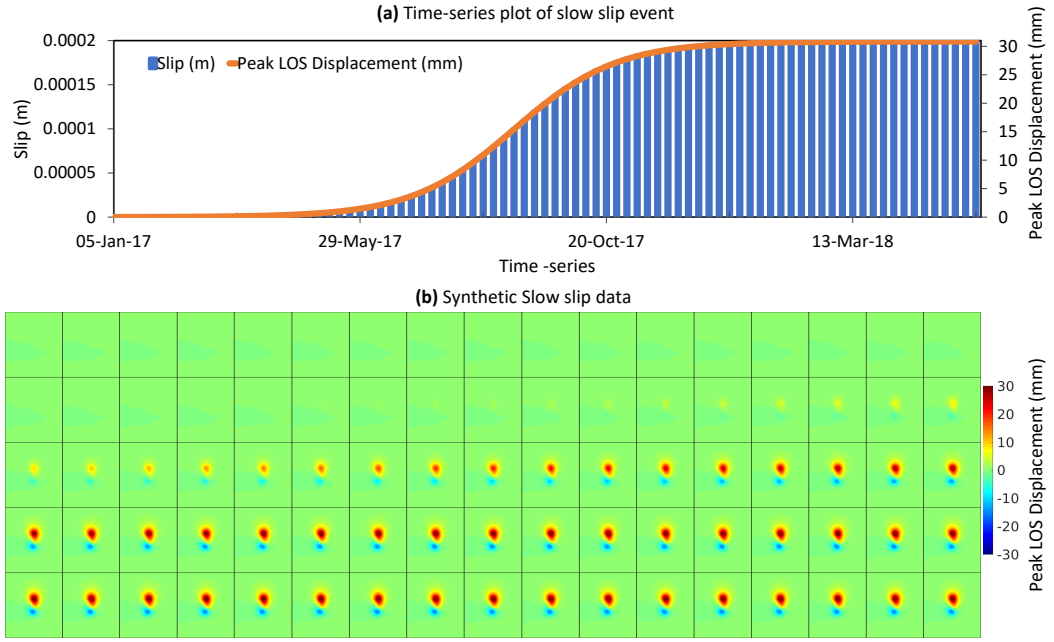 (a) Time-series plot of slow slip event
Slip (m) Peak LOS Displacement (mm)
Slip (m)
0.0002
0.00015
0.0001
0.00005
0
30
25
20
15
10
5
0
Peak LOS Displacement (mm)
05-Jan-17 29-May-17 20-Oct-17 13-Mar-18
Time -series
(b) Synthetic Slow slip data
30
20
10
0
-10
-20
-30
Peak LOS Displacement (mm)